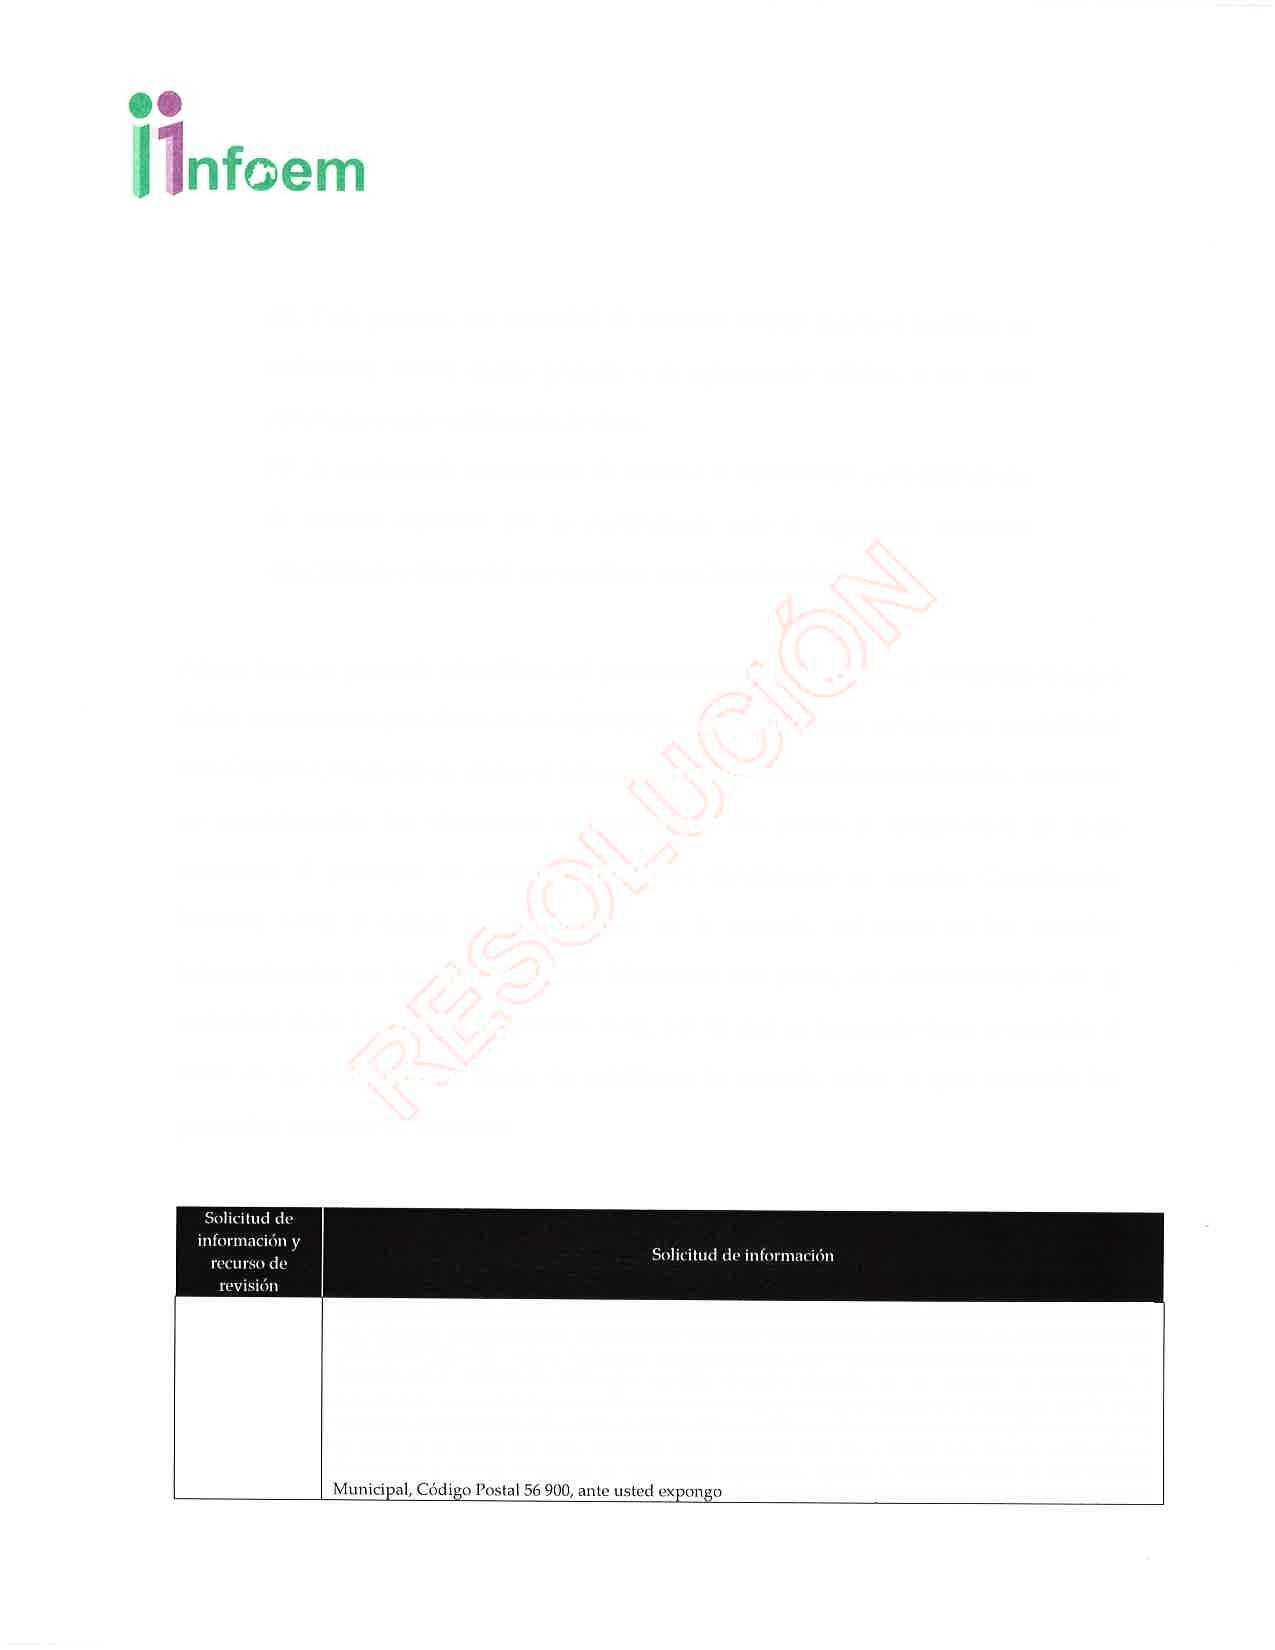 infoem
RESOLUCIÓN
Solicitud de
información y
recurso de
revisión
Solicitud de información
Municipal, Código Postal 56 900, ante usted expongo